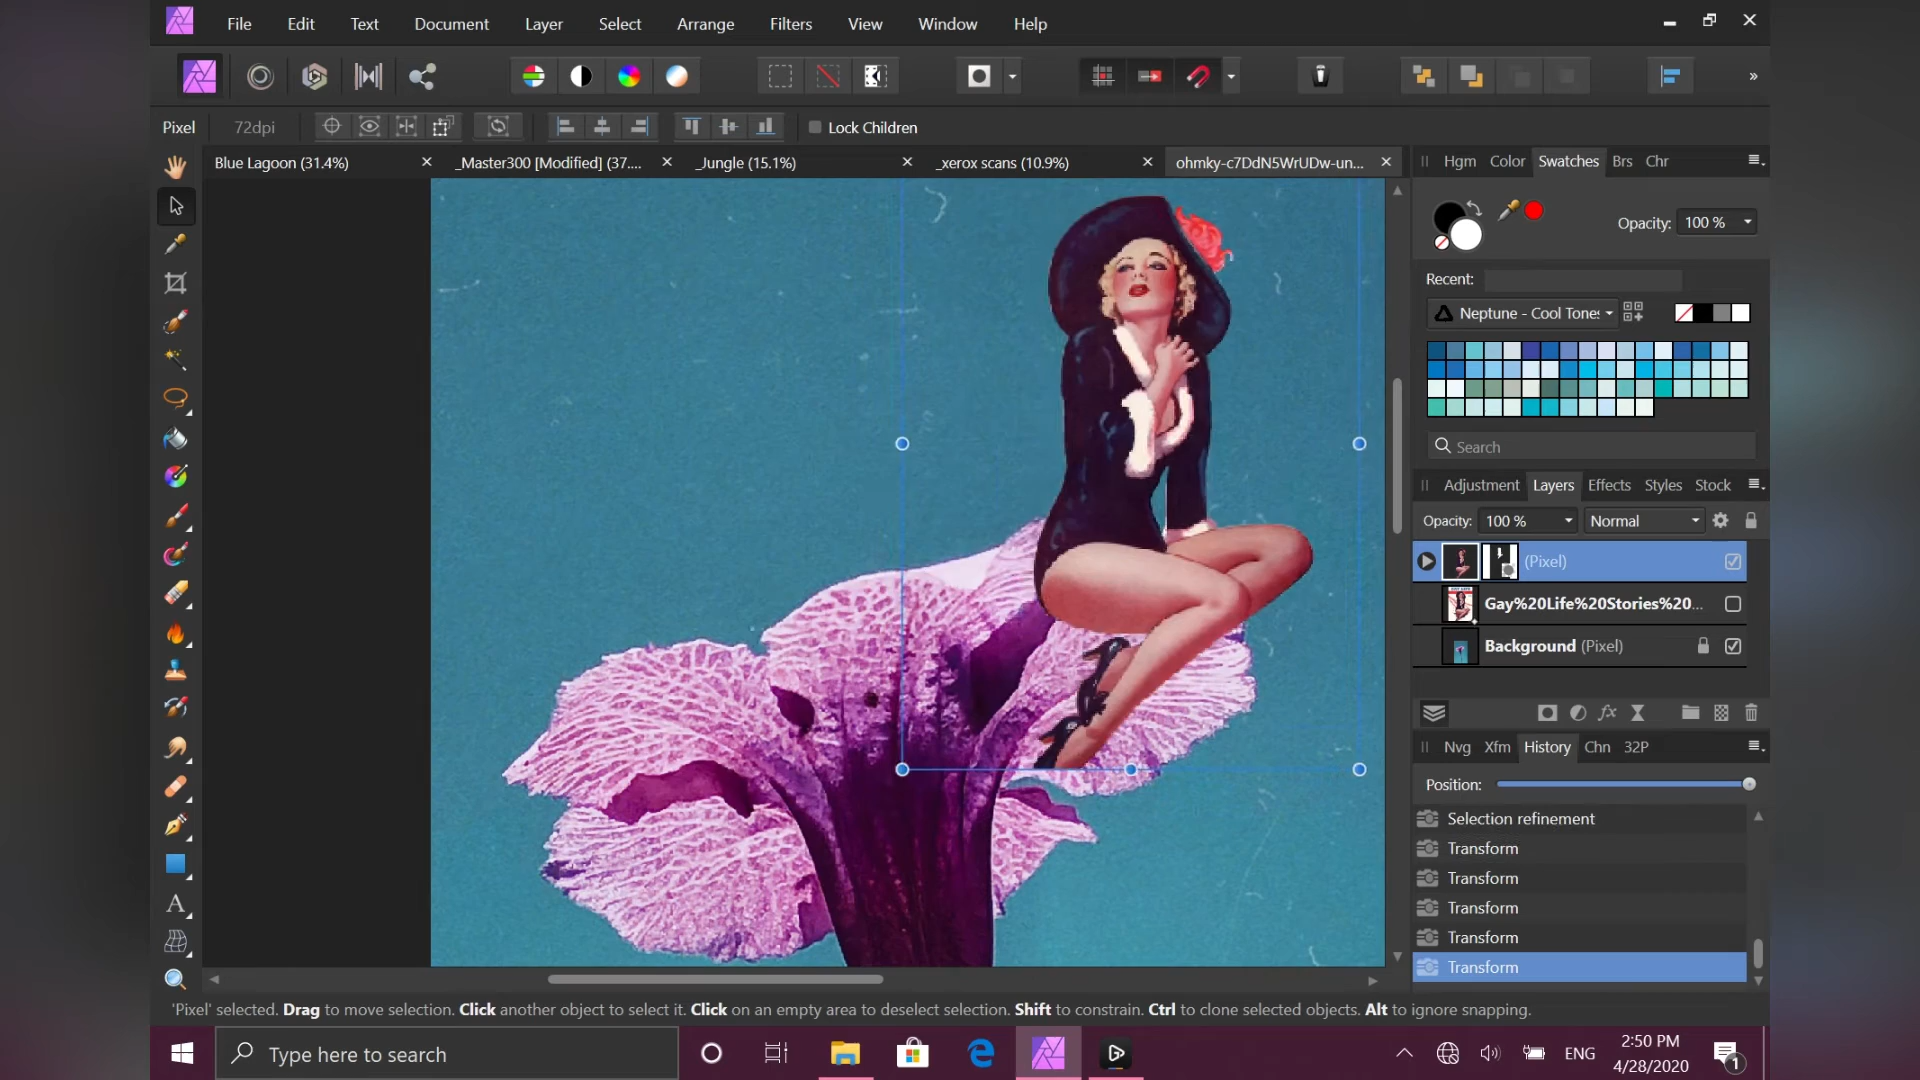 File Edit Text Document Layer Select Arrange Filters View Window Help
Pixel 72dpi Lock Children
Blue Lagoon (31.4%) _Master300 [Modified] (37.... _Jungle (15.1%) _xerox scans (10.9%) ohmky-c7DdN5WrUDw-un...
Hgm Color Swatches Brs Chr
Opacity: 100 %
Recent:
Neptune - Cool Tone
Search
Adjustment Layers Effects Styles Stock
Opacity: 100 % Normal
(Pixel)
Gay%20Life%20Stories%20...
Background (Pixel)
Nvg Xfm History Chn 32P
Position:
Selection refinement
Transform
Transform
Transform
Transform
Transform
'Pixel' selected. Drag to move selection. Click another object to select it. Click on an empty area to deselect selection. Shift to constrain. Ctrl to clone selected objects. Alt to ignore snapping.
Type here to search
ENG
2:50 PM
4/28/2020
1